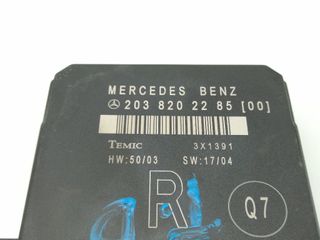 MERCEDES BENZ
203 820 22 85 [00]
TEMIC 3X1391
HW:50/03 SW:17/04
R Q7